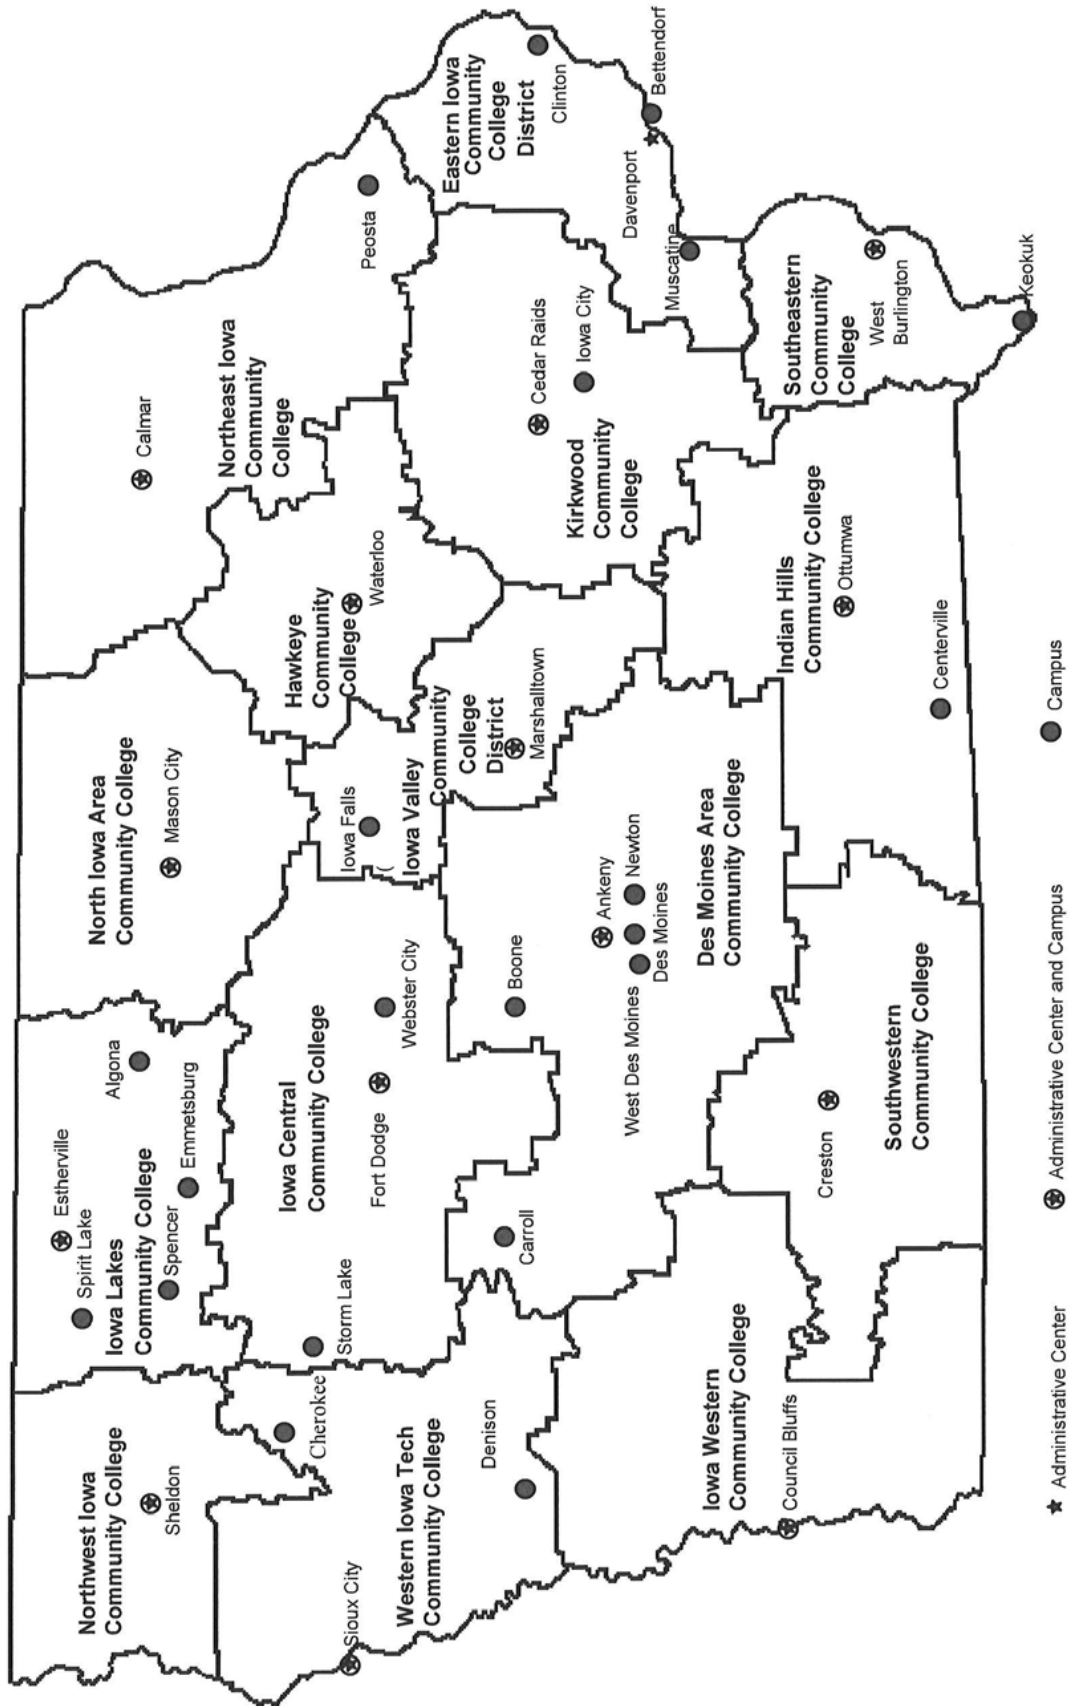 Northwest Iowa
Community College
Sheldon
Spirit Lake
Estherville
Iowa Lakes
Community College
Spencer
Emmetsburg
Algona
North Iowa Area
Community College
Mason City
Calmar
Northeast Iowa
Community
College
Peosta
Sioux City
Western Iowa Tech
Community College
Cherokee
Denison
Storm Lake
Iowa Central
Community College
Fort Dodge
Webster City
Iowa Falls
(
Iowa Valley
Community
College
District
Marshalltown
Hawkeye
Community
College
Waterloo
Eastern Iowa
Community
College
District
Clinton
Davenport
Bettendorf
Muscatine
Cedar Raids
Iowa City
Kirkwood
Community
College
Carroll
Boone
Ankeny
West Des Moines
Newton
Des Moines
Des Moines Area
Community College
Iowa Western
Community College
Council Bluffs
Creston
Southwestern
Community College
Indian Hills
Community College
Ottumwa
Centerville
Southeastern
Community
College
West
Burlington
Keokuk
Administrative Center
Administrative Center and Campus
Campus